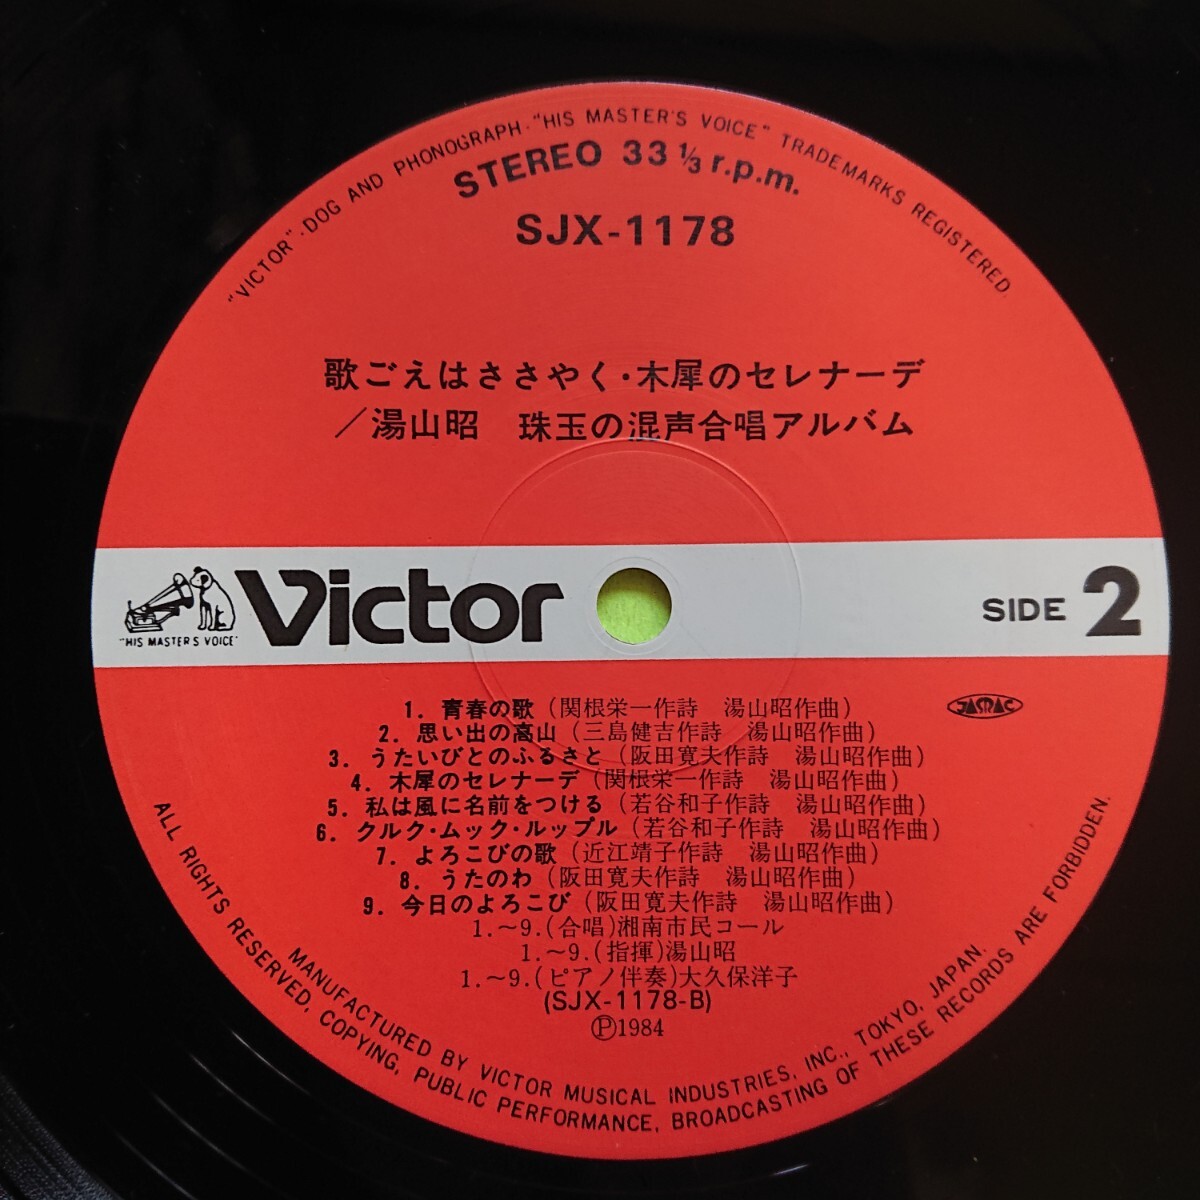 "VICTOR"·DOG AND PHONOGRAPH·"HIS MASTER'S VOICE" TRADEMARKS REGISTERED.
STEREO 33 1/3 r.p.m.
SJX-1178
歌ごえはささやく・木犀のセレナーデ
／湯山昭　珠玉の混声合唱アルバム
"HIS MASTER'S VOICE"
Victor
SIDE 2
1. 青春の歌（関根栄一作詩　湯山昭作曲）
JASRAC
2. 思い出の高山（三島健吉作詩　湯山昭作曲）
3. うたいびとのふるさと（阪田寛夫作詩　湯山昭作曲）
4. 木犀のセレナーデ（関根栄一作詩　湯山昭作曲）
5. 私は風に名前をつける（若谷和子作詩　湯山昭作曲）
6. クルク・ムック・ルップル（若谷和子作詩　湯山昭作曲）
7. よろこびの歌（近江靖子作詩　湯山昭作曲）
8. うたのわ（阪田寛夫作詩　湯山昭作曲）
9. 今日のよろこび（阪田寛夫作詩　湯山昭作曲）
1.～9.(合唱)湘南市民コール
1.～9.(指揮)湯山昭
1.～9.(ピアノ伴奏)大久保洋子
(SJX-1178-B)
Ⓟ1984
MANUFACTURED BY VICTOR MUSICAL INDUSTRIES, INC., TOKYO, JAPAN.
ALL RIGHTS RESERVED, COPYING, PUBLIC PERFORMANCE, BROADCASTING OF THESE RECORDS ARE FORBIDDEN.